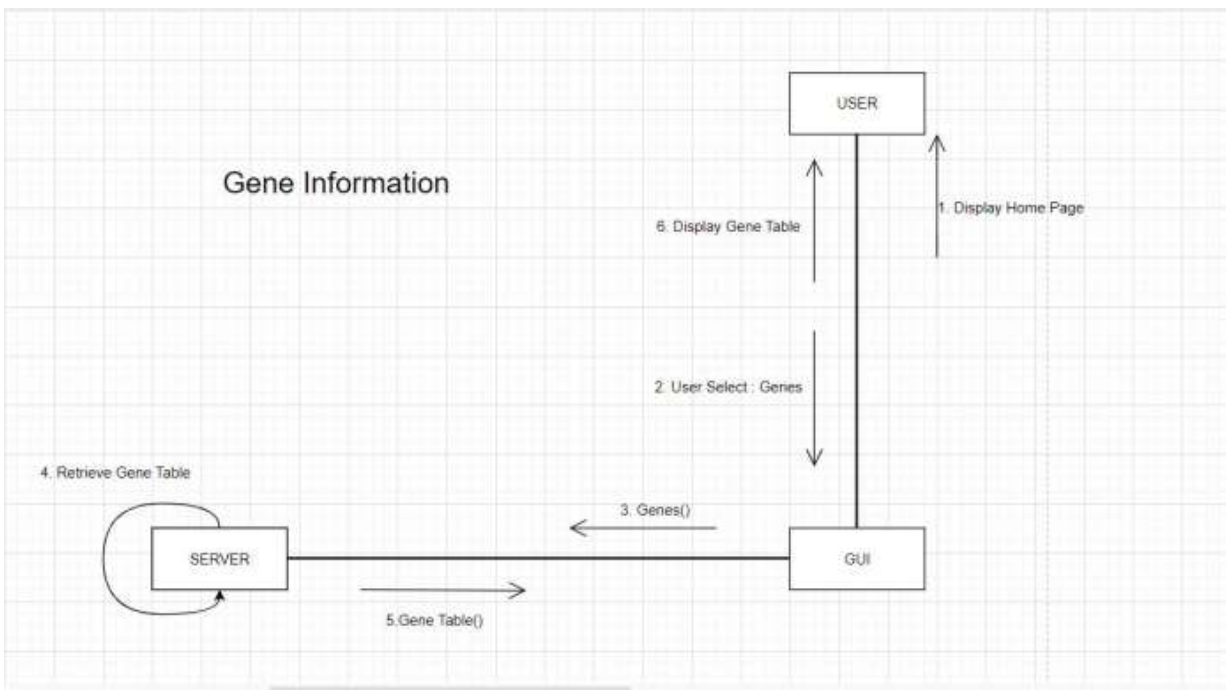 USER
Gene Information
1. Display Home Page
6. Display Gene Table
2. User Select : Genes
4. Retrieve Gene Table
3. Genes()
SERVER
GUI
5.Gene Table()